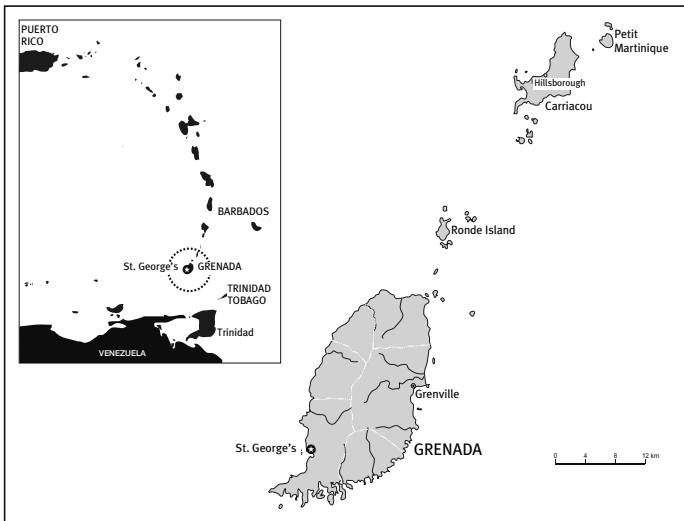 PUERTO
RICO
BARBADOS
St. George's
GRENADA
TRINIDAD
TOBAGO
Trinidad
VENEZUELA
Petit
Martinique
Hillsborough
Carriacou
Ronde Island
Grenville
St. George's
GRENADA
0 4 8 12 km